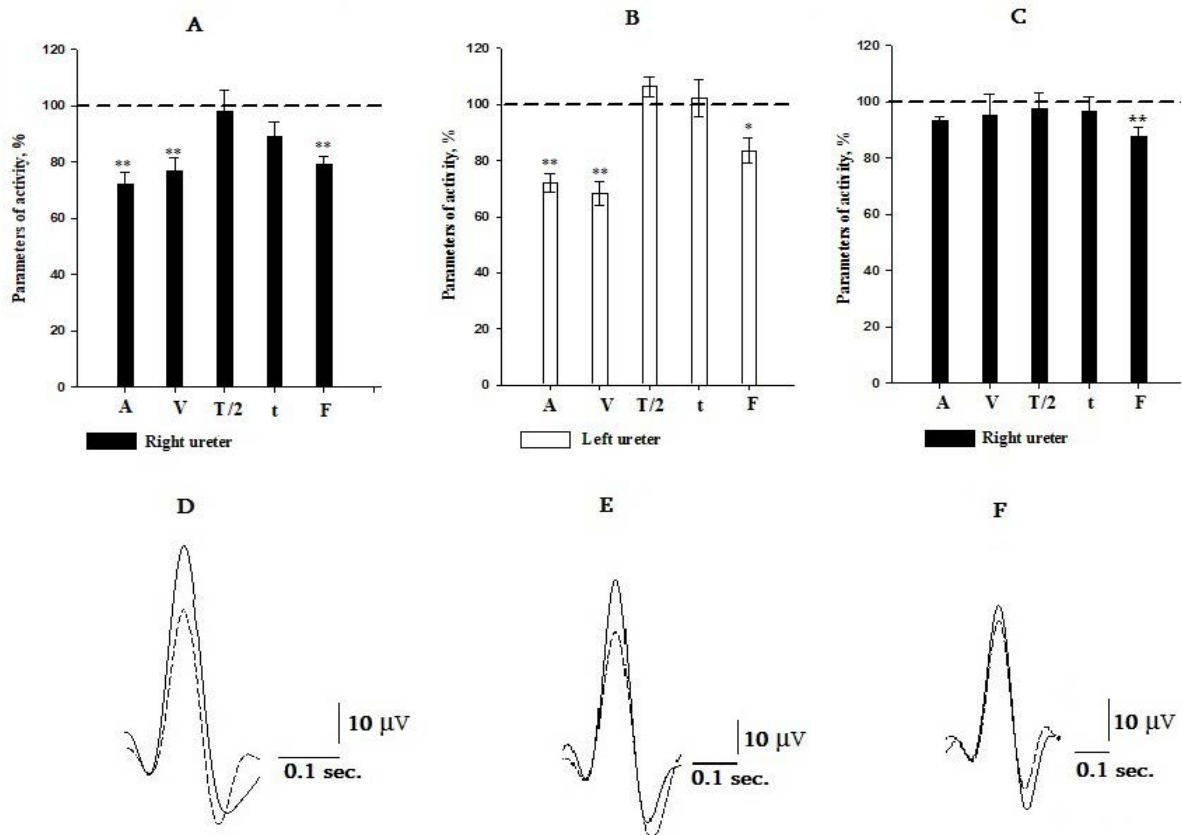 A
120
100
80
60
40
20
0
Parameters of activity, %
**
**
**
A V T/2 t F
Right ureter
B
120
100
80
60
40
20
0
Parameters of activity, %
**
**
*
A V T/2 t F
Left ureter
C
120
100
80
60
40
20
0
Parameters of activity, %
**
A V T/2 t F
Right ureter
D
10 µV
0.1 sec.
E
10 µV
0.1 sec.
F
10 µV
0.1 sec.